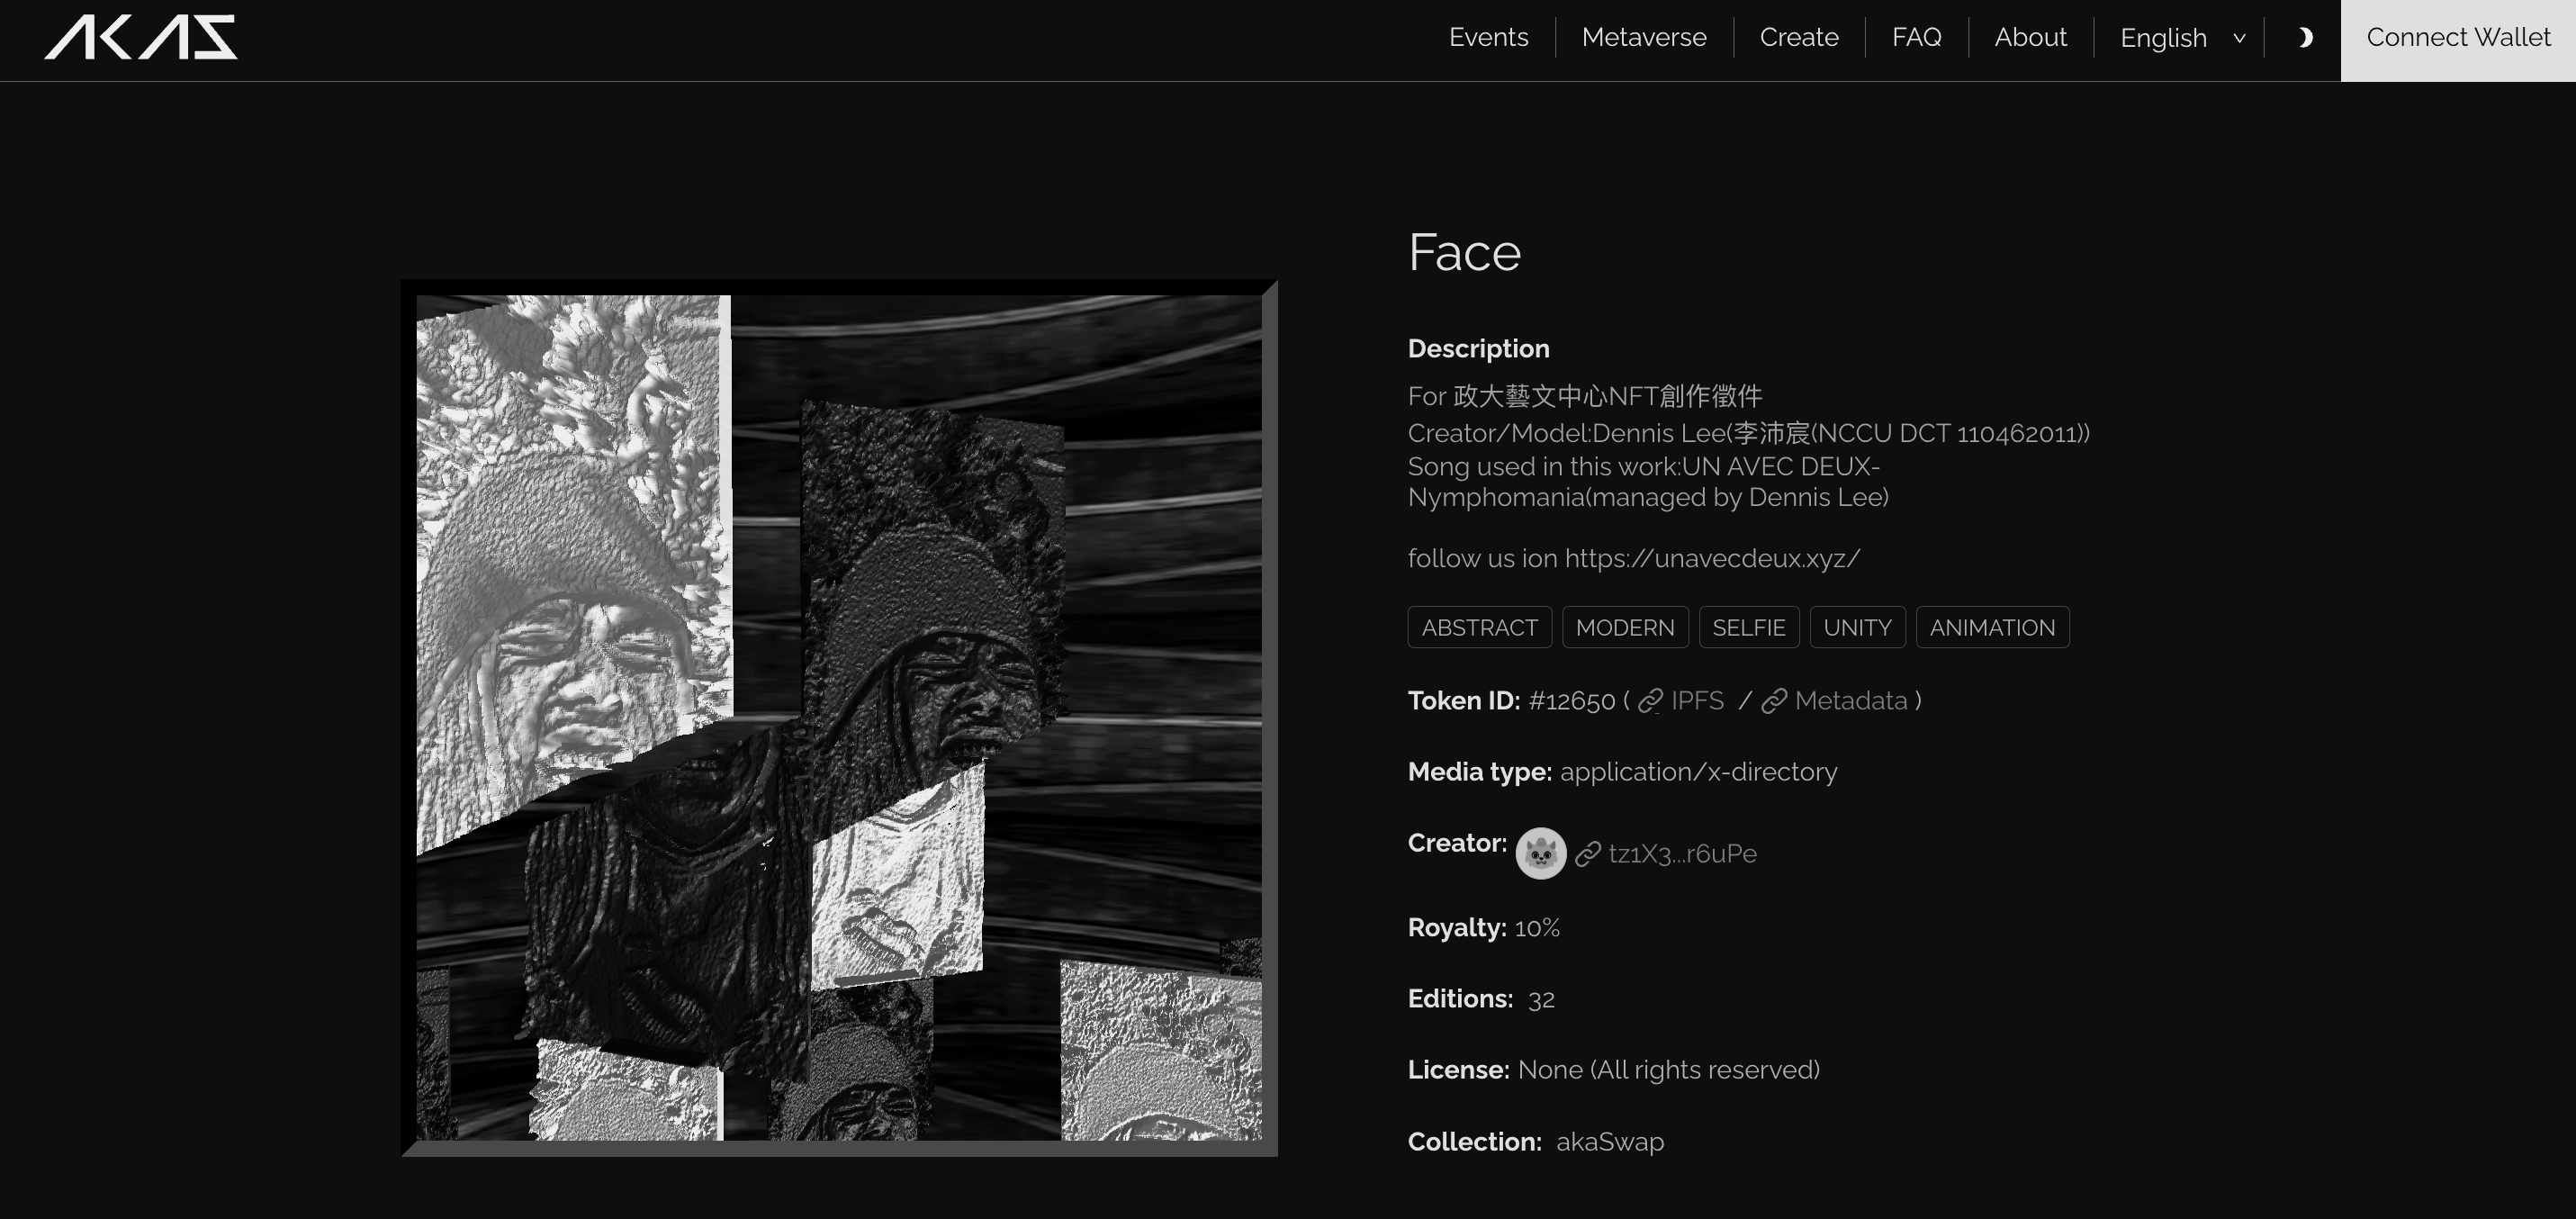 AKAS
Events
Metaverse
Create
FAQ
About
English
Connect Wallet
Face
Description
For 政大藝文中心NFT創作徵件
Creator/Model:Dennis Lee(李沛宸(NCCU DCT 110462011))
Song used in this work:UN AVEC DEUX-
Nymphomania(managed by Dennis Lee)
follow us ion https://unavecdeux.xyz/
ABSTRACT MODERN SELFIE UNITY ANIMATION
Token ID: #12650 ( IPFS / Metadata )
Media type: application/x-directory
Creator: tz1X3...r6uPe
Royalty: 10%
Editions: 32
License: None (All rights reserved)
Collection: akaSwap